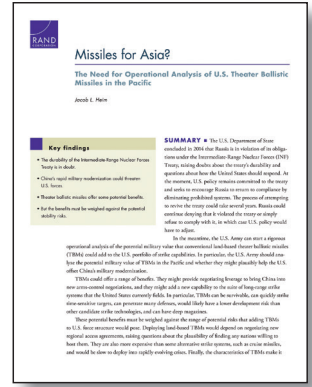 RAND
CORPORATION
Missiles for Asia?
The Need for Operational Analysis of U.S. Theater Ballistic
Missiles in the Pacific
Jacob L. Heim
Key findings
• The durability of the Intermediate-Range Nuclear Forces
Treaty is in doubt.
• China's rapid military modernization could threaten
U.S. forces.
• Theater ballistic missiles offer some potential benefits.
• But the benefits must be weighed against the potential
stability risks.
SUMMARY ■ The U.S. Department of State
concluded in 2014 that Russia is in violation of its obliga-
tions under the Intermediate-Range Nuclear Forces (INF)
Treaty, raising doubts about the treaty's durability and
questions about how the United States should respond. At
the moment, U.S. policy remains committed to the treaty
and seeks to encourage Russia to return to compliance by
eliminating prohibited systems. The process of attempting
to revive the treaty could take several years. Russia could
continue denying that it violated the treaty or simply
refuse to comply with it, in which case U.S. policy would
have to adjust.
In the meantime, the U.S. Army can start a rigorous
operational analysis of the potential military value that conventional land-based theater ballistic missiles
(TBMs) could add to the U.S. portfolio of strike capabilities. In particular, the U.S. Army should ana-
lyze the potential military value of TBMs in the Pacific and whether they might plausibly help the U.S.
offset China's military modernization.
TBMs could offer a range of benefits. They might provide negotiating leverage to bring China into
new arms-control negotiations, and they might add a new capability to the suite of long-range strike
systems that the United States currently fields. In particular, TBMs can be survivable, can quickly strike
time-sensitive targets, can penetrate many defenses, would likely have a lower development risk than
other candidate strike technologies, and can have deep magazines.
These potential benefits must be weighed against the range of potential risks that adding TBMs
to U.S. force structure would pose. Deploying land-based TBMs would depend on negotiating new
regional access agreements, raising questions about the plausibility of finding any nations willing to
host them. They are also more expensive than some alternative strike systems, such as cruise missiles,
and would be slow to deploy into rapidly evolving crises. Finally, the characteristics of TBMs make it